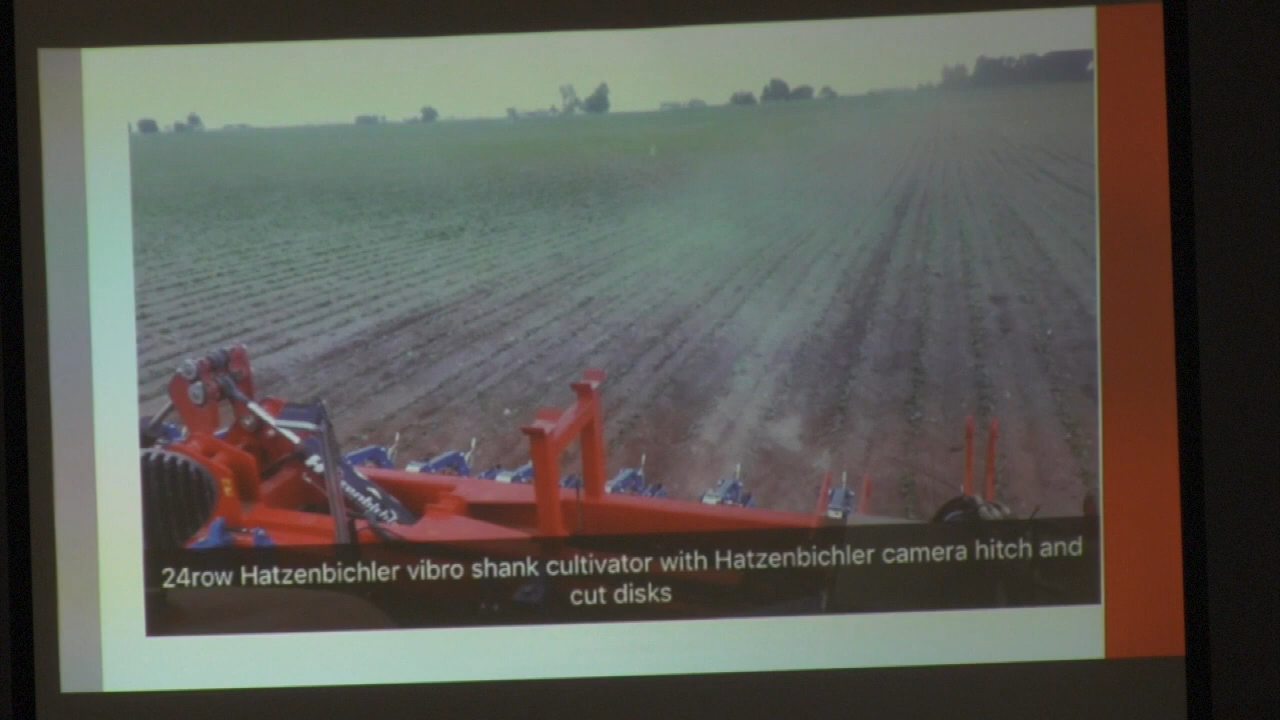 24row Hatzenbichler vibro shank cultivator with Hatzenbichler camera hitch and
cut disks